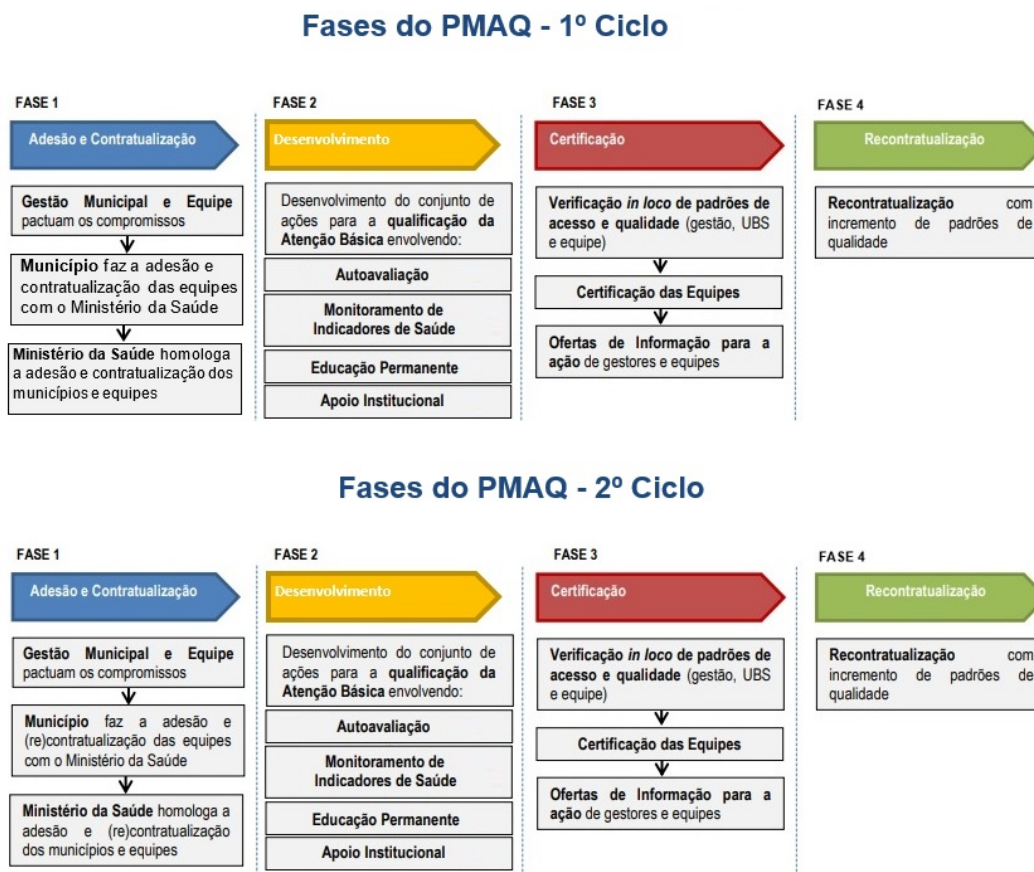 Fases do PMAQ - 1º Ciclo
FASE 1
Adesão e Contratualização
Gestão Municipal e Equipe
pactuam os compromissos
Município faz a adesão e
contratualização das equipes
com o Ministério da Saúde
Ministério da Saúde homologa
a adesão e contratualização dos
municípios e equipes
FASE 2
Desenvolvimento
Desenvolvimento do conjunto de
ações para a qualificação da
Atenção Básica envolvendo:
Autoavaliação
Monitoramento de
Indicadores de Saúde
Educação Permanente
Apoio Institucional
FASE 3
Certificação
Verificação in loco de padrões de
acesso e qualidade (gestão, UBS
e equipe)
Certificação das Equipes
Ofertas de Informação para a
ação de gestores e equipes
FASE 4
Recontratualização
Recontratualização com
incremento de padrões de
qualidade
Fases do PMAQ - 2º Ciclo
FASE 1
Adesão e Contratualização
Gestão Municipal e Equipe
pactuam os compromissos
Município faz a adesão e
(re)contratualização das equipes
com o Ministério da Saúde
Ministério da Saúde homologa a
adesão e (re)contratualização
dos municípios e equipes
FASE 2
Desenvolvimento
Desenvolvimento do conjunto de
ações para a qualificação da
Atenção Básica envolvendo:
Autoavaliação
Monitoramento de
Indicadores de Saúde
Educação Permanente
Apoio Institucional
FASE 3
Certificação
Verificação in loco de padrões de
acesso e qualidade (gestão, UBS
e equipe)
Certificação das Equipes
Ofertas de Informação para a
ação de gestores e equipes
FASE 4
Recontratualização
Recontratualização com
incremento de padrões de
qualidade